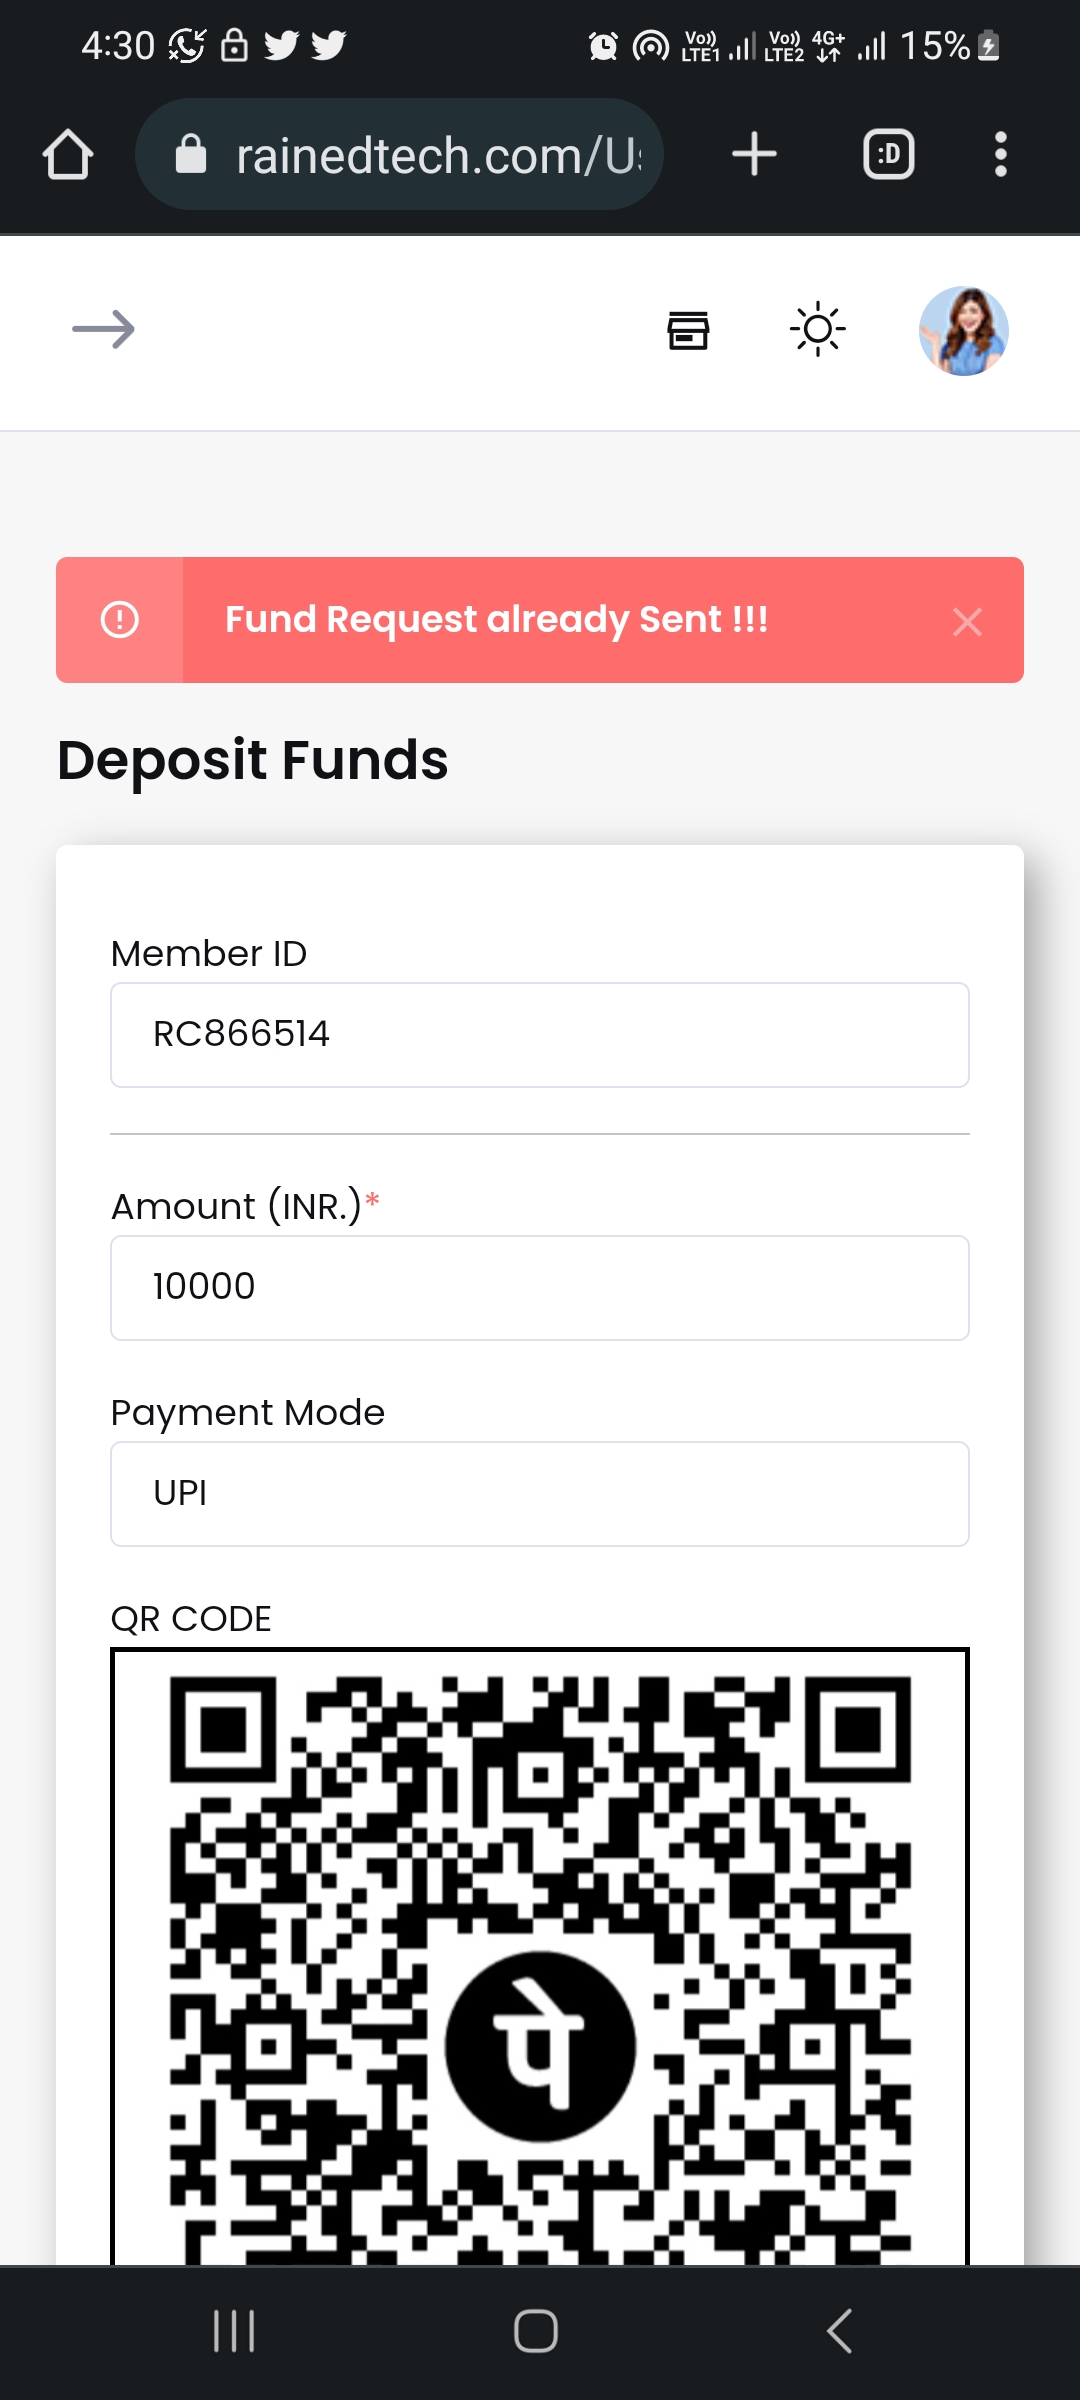 4:30 Vo)) LTE1 Vo)) LTE2 4G+ 15%
rainedtech.com/U
:D
Fund Request already Sent !!!
Deposit Funds
Member ID
RC866514
Amount (INR.)*
10000
Payment Mode
UPI
QR CODE
पे